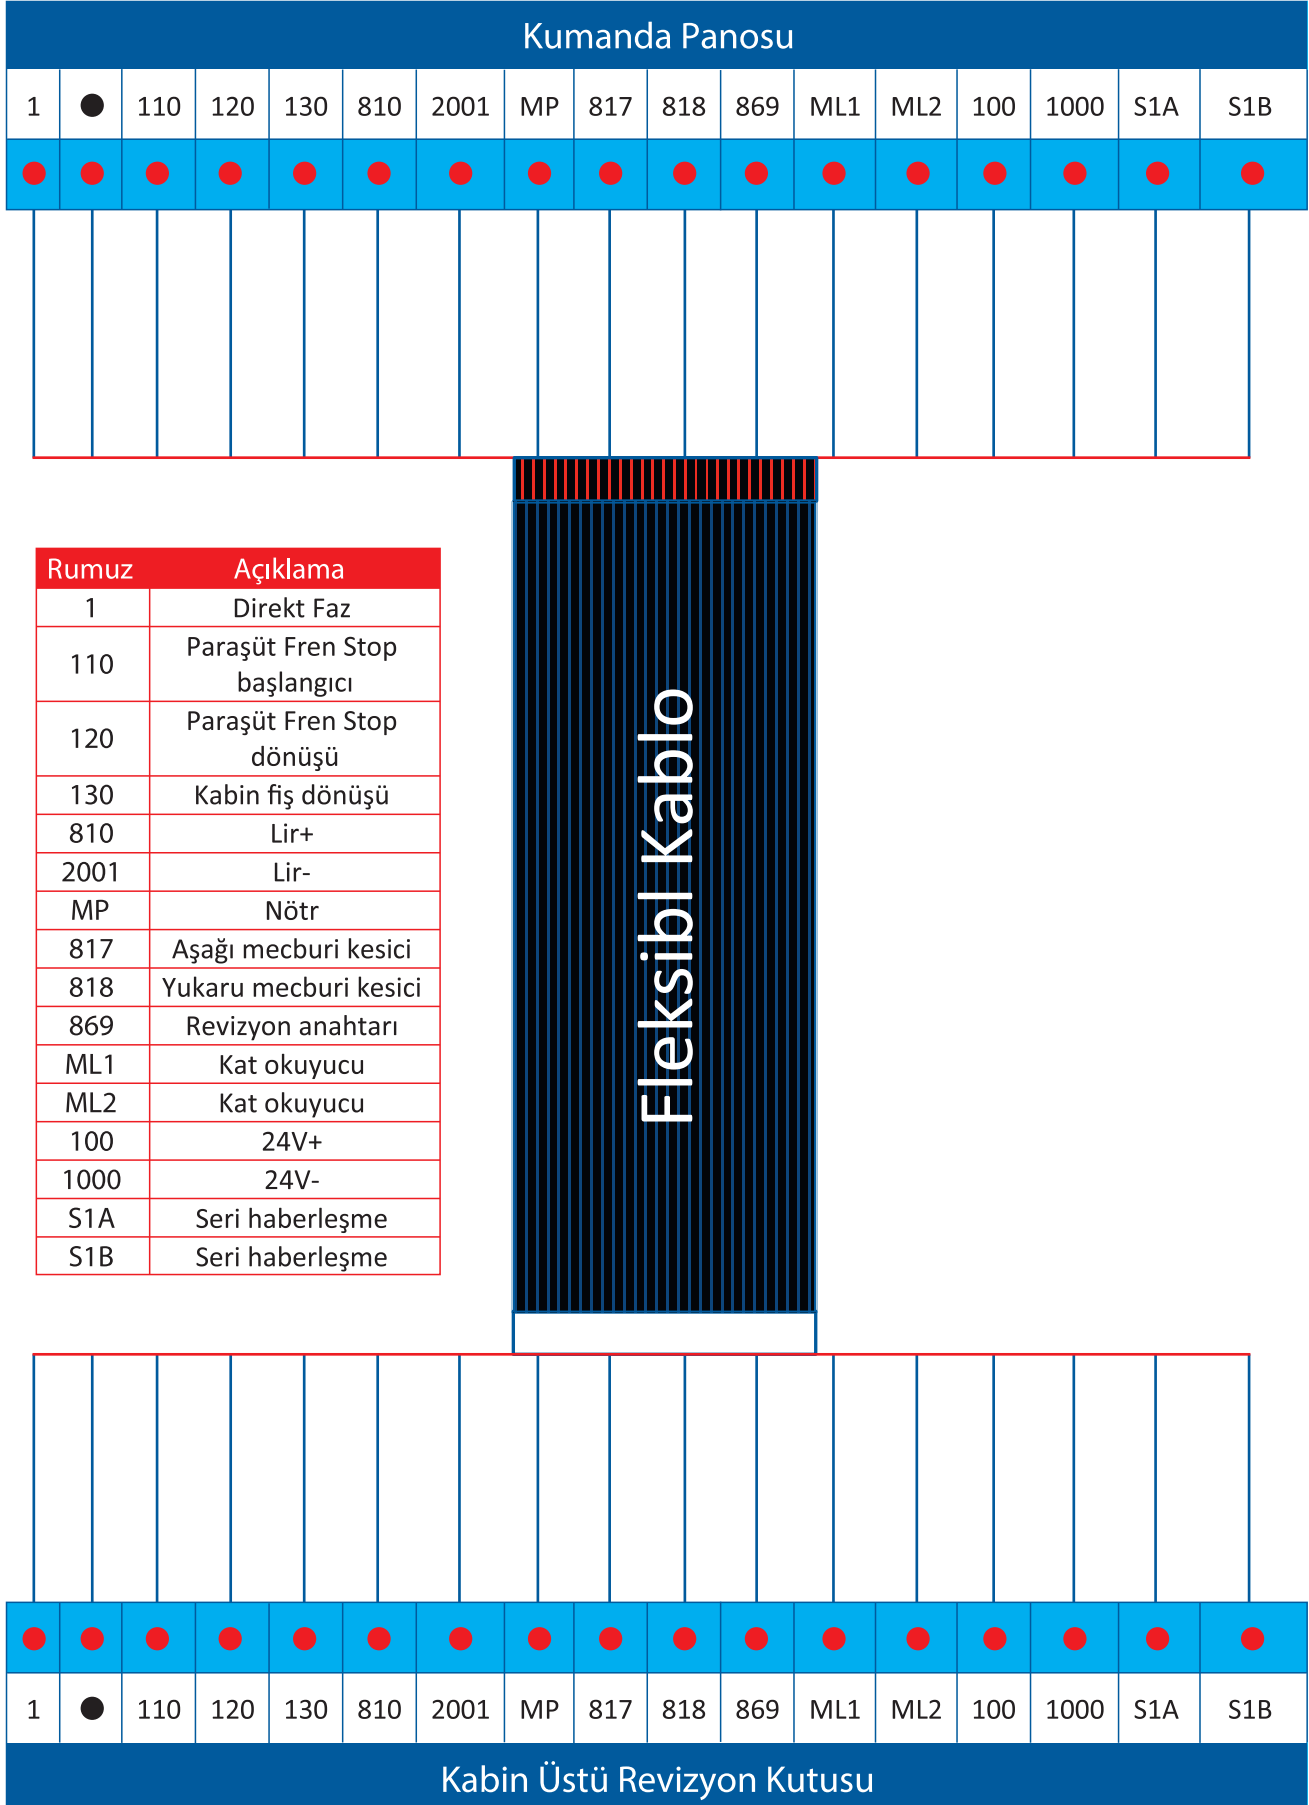 Kumanda Panosu
1 ● 110 120 130 810 2001 MP 817 818 869 ML1 ML2 100 1000 S1A S1B
Rumuz Açıklama
1 Direkt Faz
110 Paraşüt Fren Stop
başlangıcı
120 Paraşüt Fren Stop
dönüşü
130 Kabin fiş dönüşü
810 Lir+
2001 Lir-
MP Nötr
817 Aşağı mecburi kesici
818 Yukaru mecburi kesici
869 Revizyon anahtarı
ML1 Kat okuyucu
ML2 Kat okuyucu
100 24V+
1000 24V-
S1A Seri haberleşme
S1B Seri haberleşme
Fleksibl Kablo
1 ● 110 120 130 810 2001 MP 817 818 869 ML1 ML2 100 1000 S1A S1B
Kabin Üstü Revizyon Kutusu